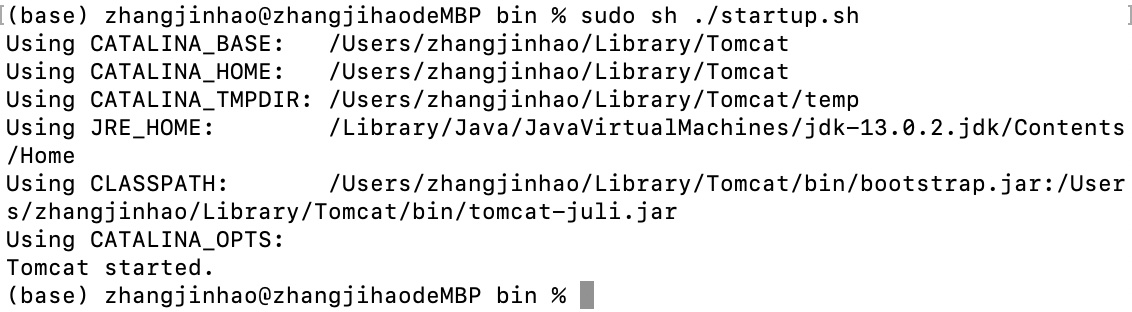 [(base) zhangjinhao@zhangjihaodeMBP bin % sudo sh ./startup.sh ]
Using CATALINA_BASE:   /Users/zhangjinhao/Library/Tomcat
Using CATALINA_HOME:   /Users/zhangjinhao/Library/Tomcat
Using CATALINA_TMPDIR: /Users/zhangjinhao/Library/Tomcat/temp
Using JRE_HOME:        /Library/Java/JavaVirtualMachines/jdk-13.0.2.jdk/Contents
/Home
Using CLASSPATH:       /Users/zhangjinhao/Library/Tomcat/bin/bootstrap.jar:/User
s/zhangjinhao/Library/Tomcat/bin/tomcat-juli.jar
Using CATALINA_OPTS:
Tomcat started.
(base) zhangjinhao@zhangjihaodeMBP bin %